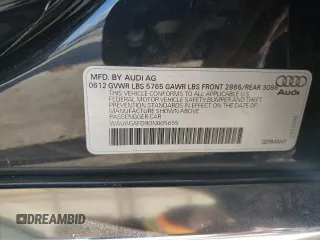 MFD. BY AUDI AG
0612 GVWR LBS 5765 GAWR LBS FRONT 2866/REAR 3086
THIS VEHICLE CONFORMS TO ALL APPLICABLE U.S.
FEDERAL MOTOR VEHICLE SAFETY, BUMPER AND THEFT
PREVENTION STANDARDS IN EFFECT ON THE DATE OF
MANUFACTURE SHOWN ABOVE
PASSENGGER CAR
Audi
GERMANY
DREAMBID